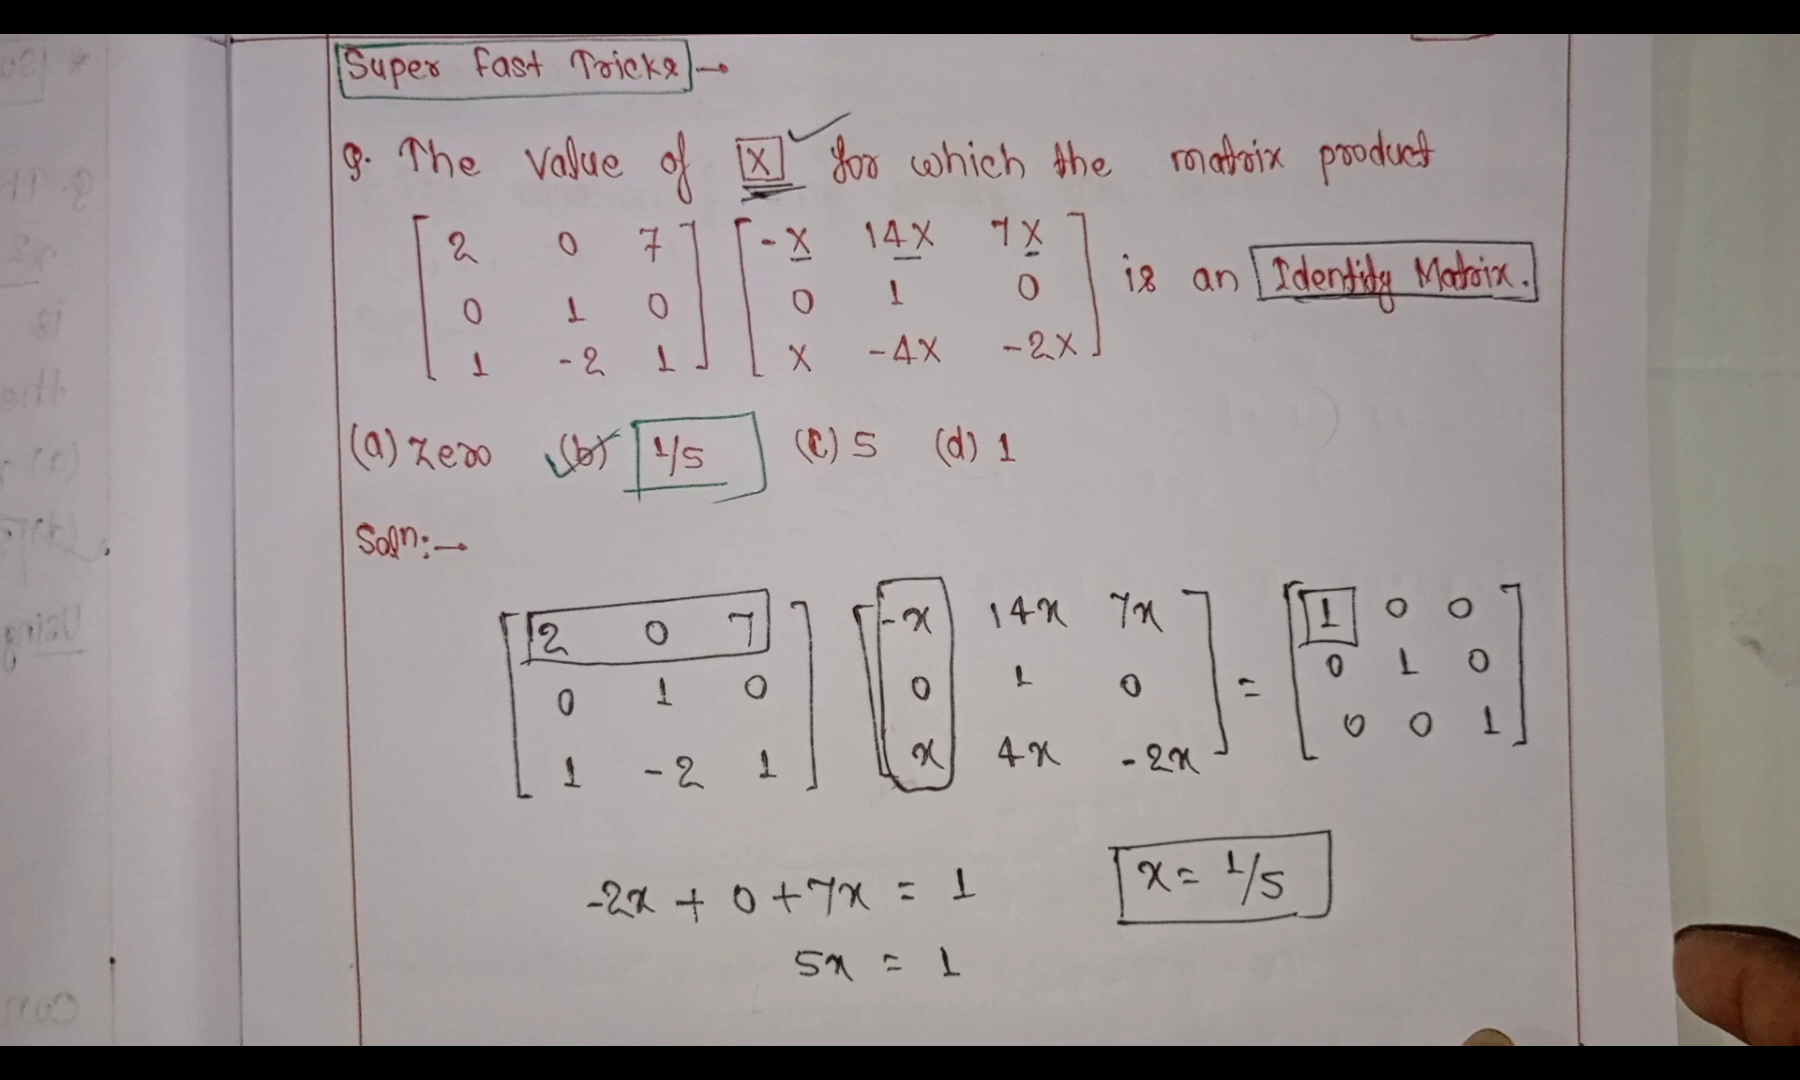 Super fast Tricks →
Q. The value of x for which the matrix product
[ 2 0 7 ] [ -x 14x 7x ]
[ 0 1 0 ] [ 0 1 0 ] is an Identity Matrix.
[ 1 -2 1 ] [ x -4x -2x ]
(a) zero (b) 1/5 (c) 5 (d) 1
Soln:→
[ 2 0 7 ] [ -x 14x 7x ] [ 1 0 0 ]
[ 0 1 0 ] [ 0 1 0 ] = [ 0 1 0 ]
[ 1 -2 1 ] [ x 4x -2x ] [ 0 0 1 ]
-2x + 0 + 7x = 1 x = 1/5
5x = 1